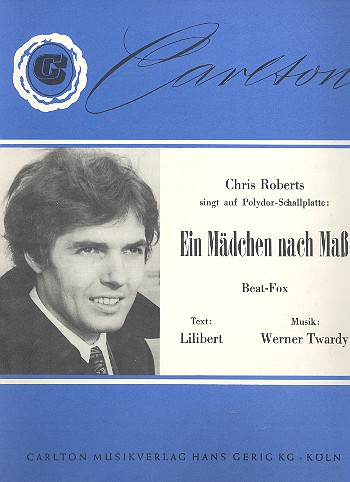 Carlton
Chris Roberts
singt auf Polydor-Schallplatte:
Ein Mädchen nach Maß
Beat-Fox
Text: Musik:
Lilibert Werner Twardy
CARLTON MUSIKVERLAG HANS GERIG KG - KÖLN